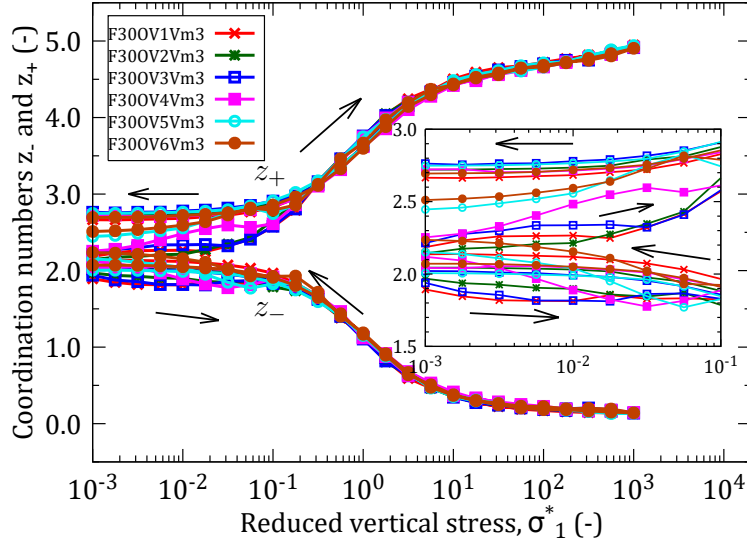 Coordination numbers z- and z+ (-)
5.0
4.0
3.0
2.0
1.0
0.0
F300V1Vm3
F300V2Vm3
F300V3Vm3
F300V4Vm3
F300V5Vm3
F300V6Vm3
z+
z−
3.0
2.5
2.0
1.5
10-3
10-2
10-1
10-3
10-2
10-1
100
101
102
103
104
Reduced vertical stress, σ*1 (-)